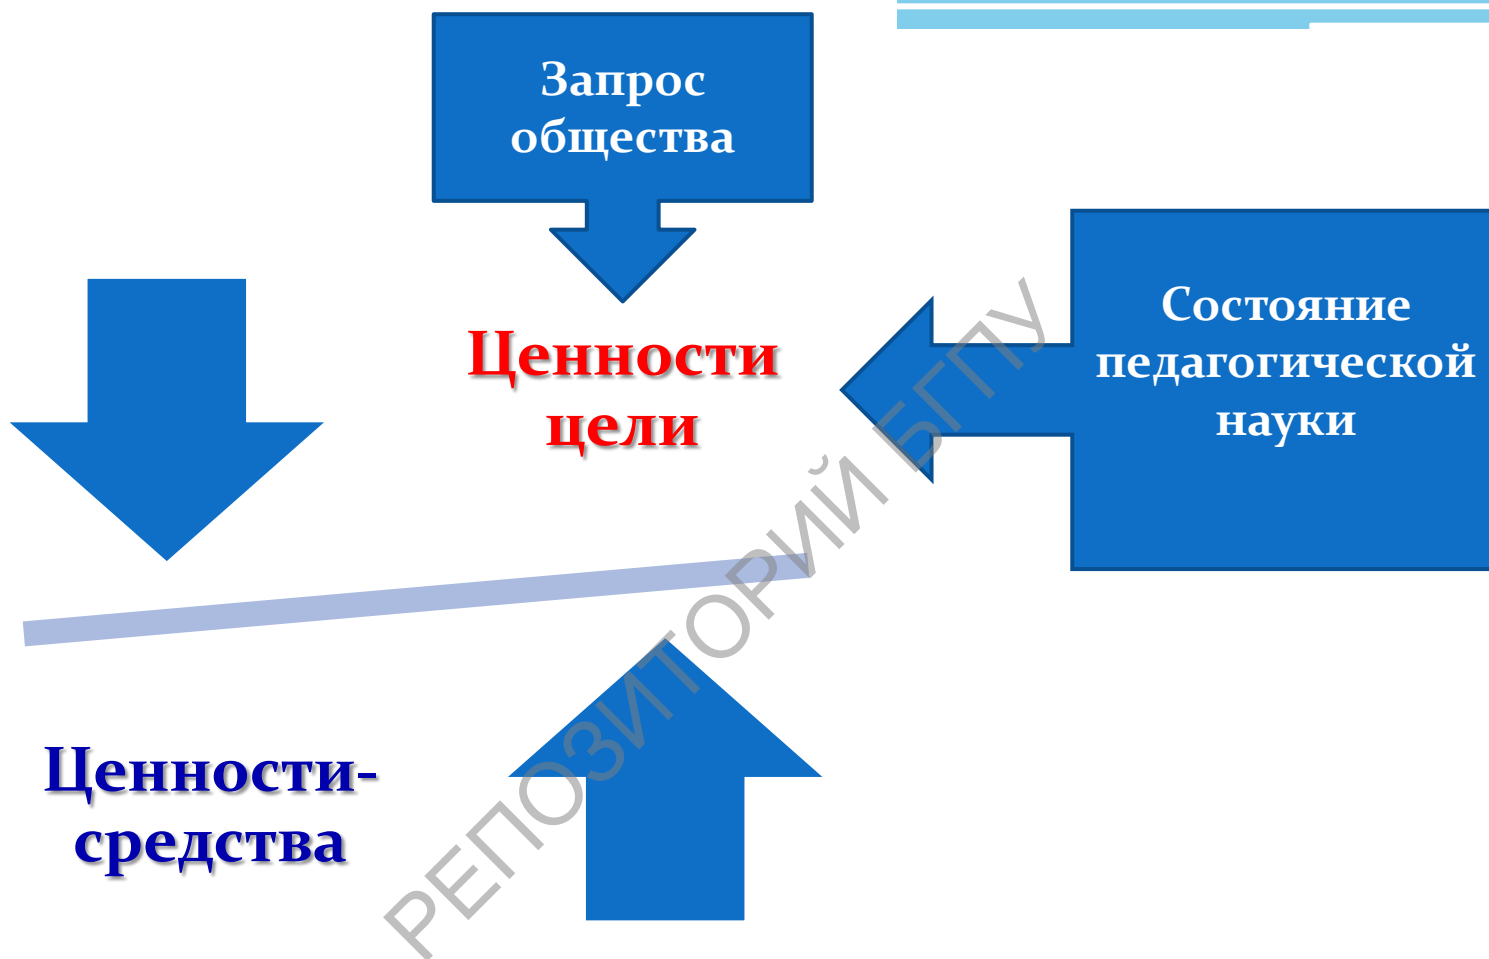 Запрос
общества
Состояние
педагогической
науки
Ценности
цели
Ценности-
средства
РЕПОЗИТОРИЙ БГПУ